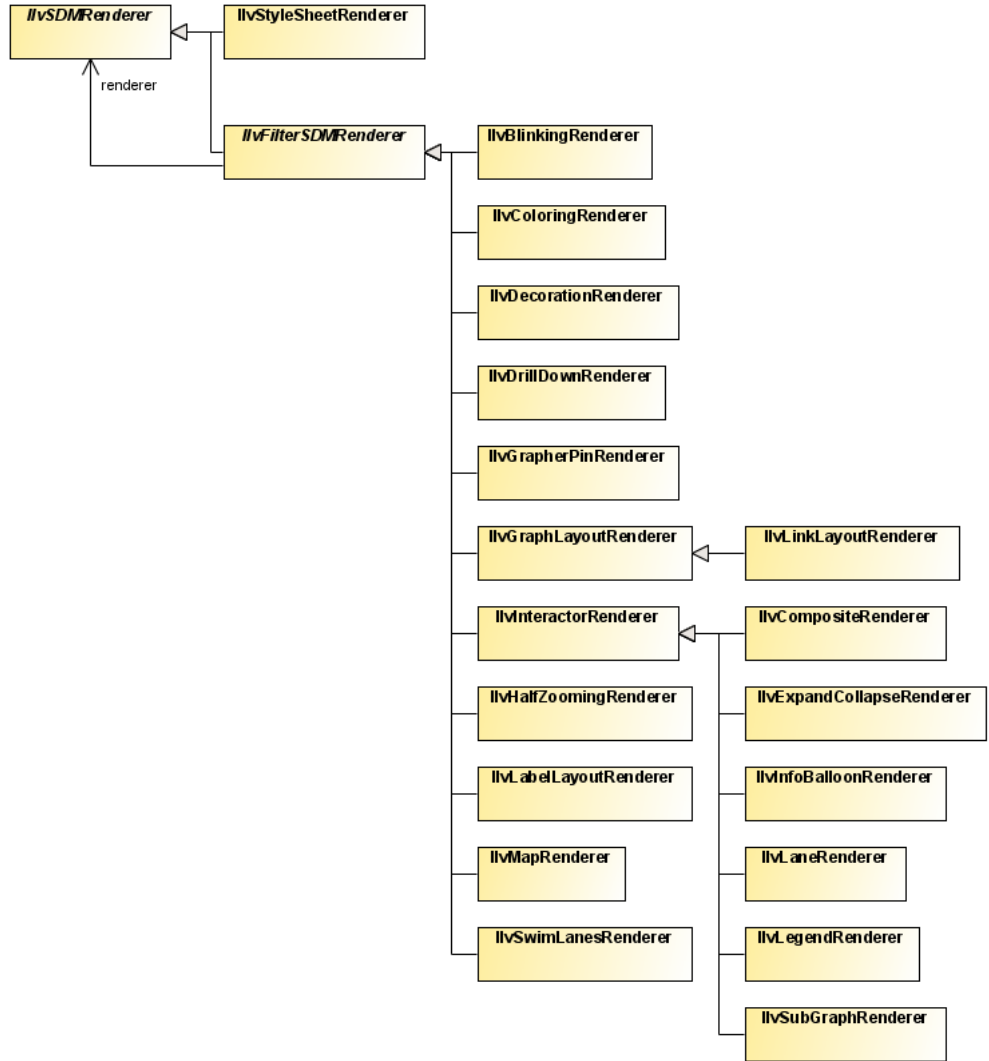 IlvSDMRenderer
IlvStyleSheetRenderer
renderer
IlvFilterSDMRenderer
IlvBlinkingRenderer
IlvColoringRenderer
IlvDecorationRenderer
IlvDrillDownRenderer
IlvGrapherPinRenderer
IlvGraphLayoutRenderer
IlvLinkLayoutRenderer
IlvInteractorRenderer
IlvCompositeRenderer
IlvHalfZoomingRenderer
IlvExpandCollapseRenderer
IlvLabelLayoutRenderer
IlvInfoBalloonRenderer
IlvMapRenderer
IlvLaneRenderer
IlvSwimLanesRenderer
IlvLegendRenderer
IlvSubGraphRenderer